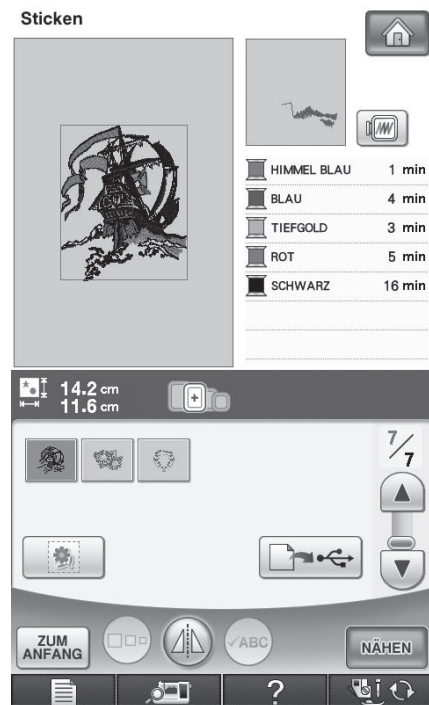 Sticken
HIMMEL BLAU 1 min
BLAU 4 min
TIEFGOLD 3 min
ROT 5 min
SCHWARZ 16 min
14.2 cm
11.6 cm
7/7
ZUM
ANFANG
✓ABC
NÄHEN
?